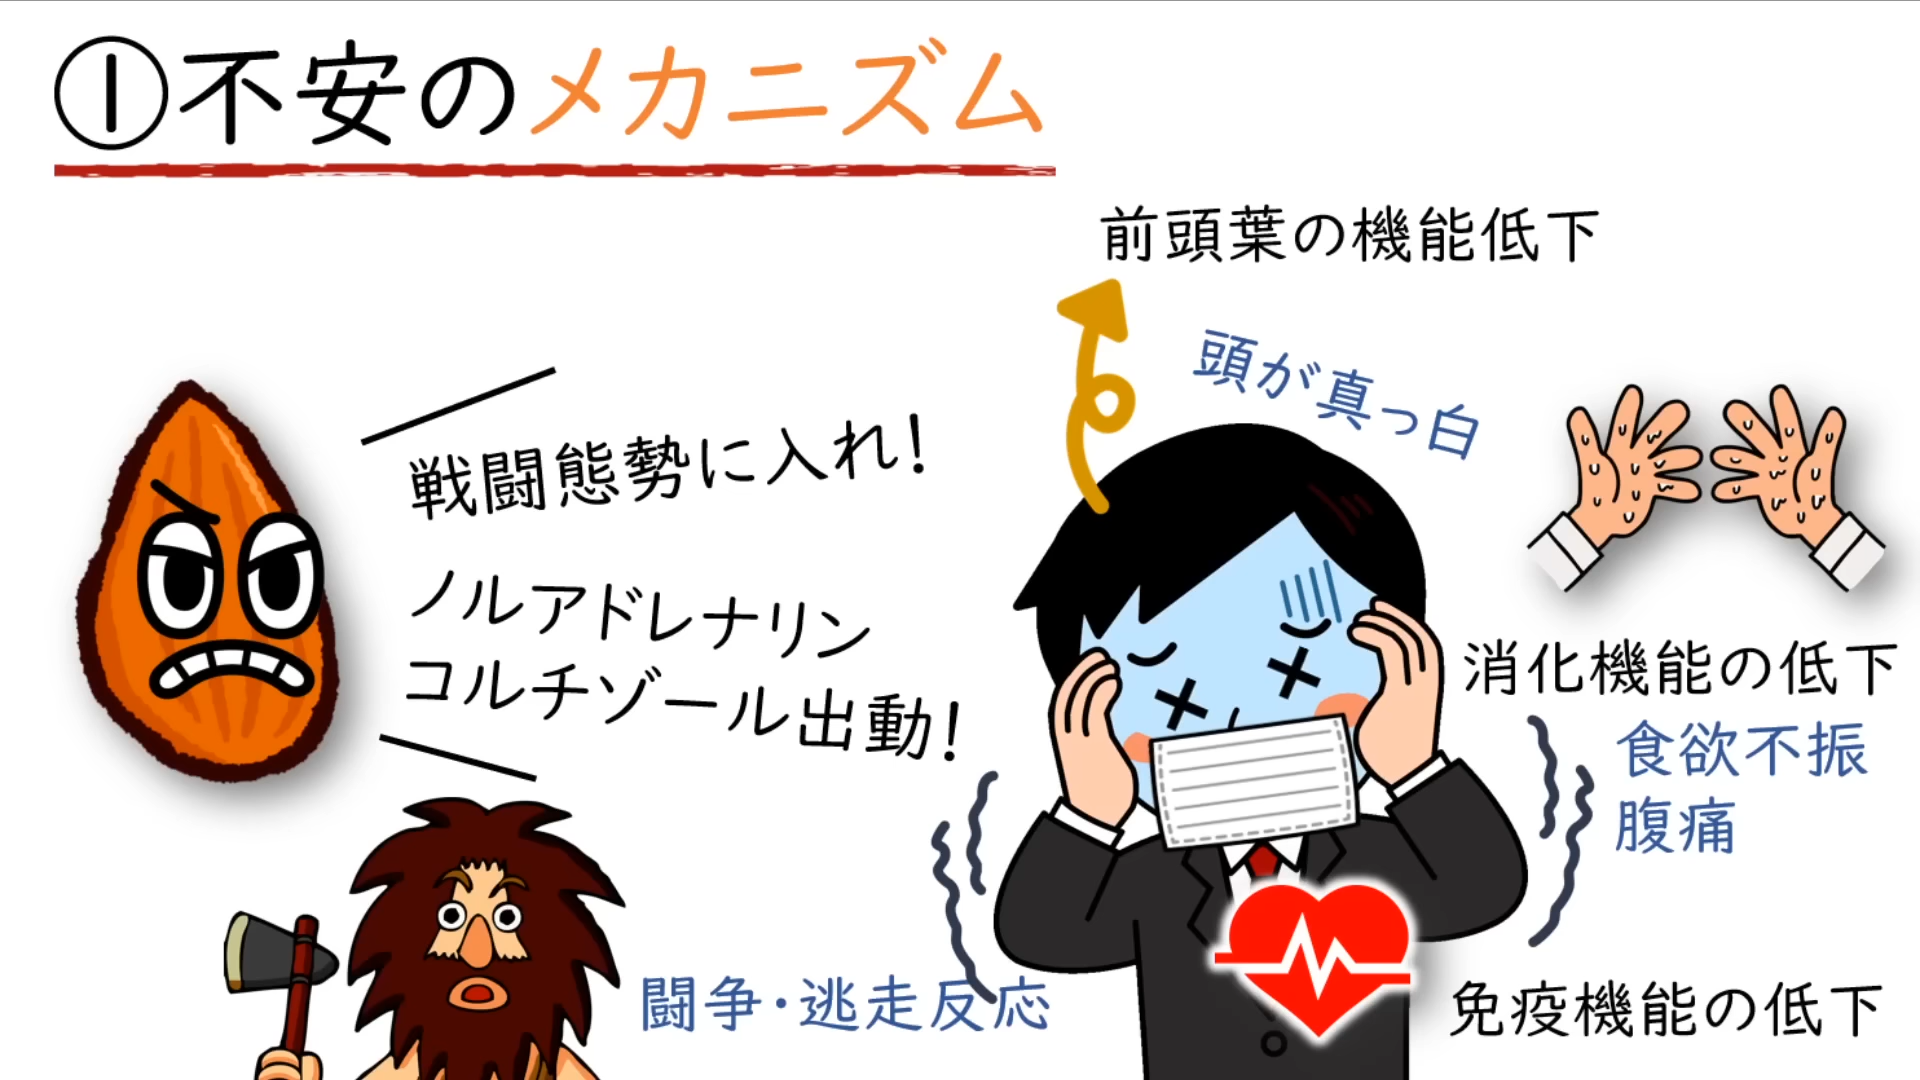 ①不安のメカニズム
前頭葉の機能低下
頭が真っ白
戦闘態勢に入れ!
ノルアドレナリン
コルチゾール出動!
消化機能の低下
食欲不振
腹痛
闘争・逃走反応
免疫機能の低下